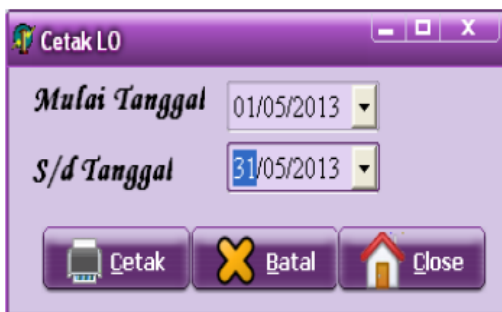 Cetak LO
Mulai Tanggal 01/05/2013
S/d Tanggal 31/05/2013
Cetak Batal Close